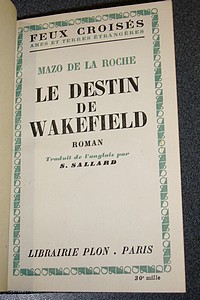 FEUX CROISÉS
AMES ET TERRES ÉTRANGÈRES
MAZO DE LA ROCHE
LE DESTIN
DE
WAKEFIELD
ROMAN
Traduit de l'anglais par
S. SALLARD
LIBRAIRIE PLON . PARIS
30e mille